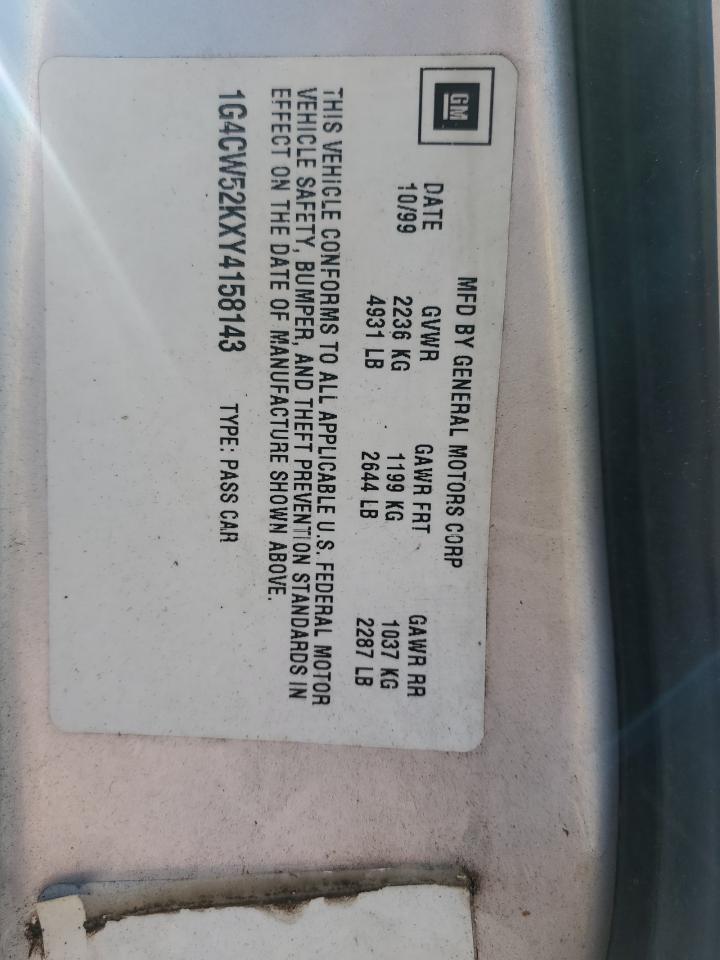 GM
MFD BY GENERAL MOTORS CORP
DATE GVWR GAWR FRT GAWR RR
10/99 2236 KG 1199 KG 1037 KG
4931 LB 2644 LB 2287 LB
THIS VEHICLE CONFORMS TO ALL APPLICABLE U.S. FEDERAL MOTOR
VEHICLE SAFETY, BUMPER, AND THEFT PREVENTION STANDARDS IN
EFFECT ON THE DATE OF MANUFACTURE SHOWN ABOVE.
1G4CW52KXY4158143 TYPE: PASS CAR